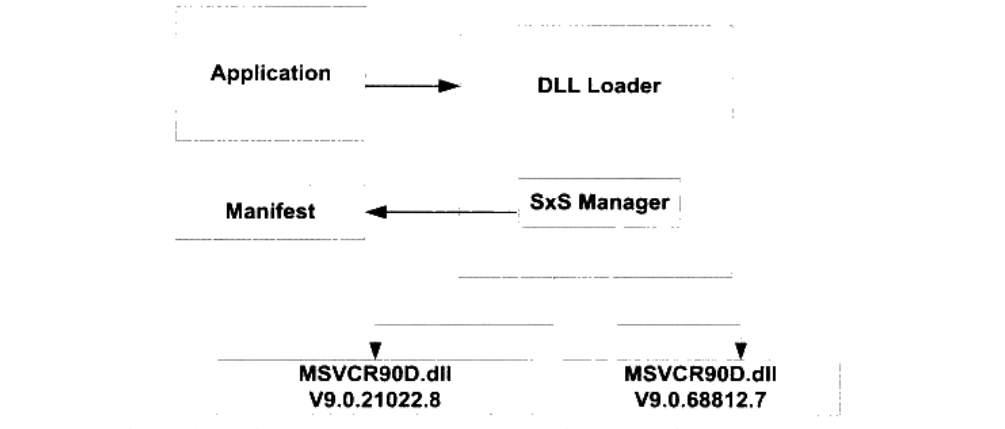 Application
DLL Loader
Manifest
SxS Manager
MSVCR90D.dll
V9.0.21022.8
MSVCR90D.dll
V9.0.68812.7